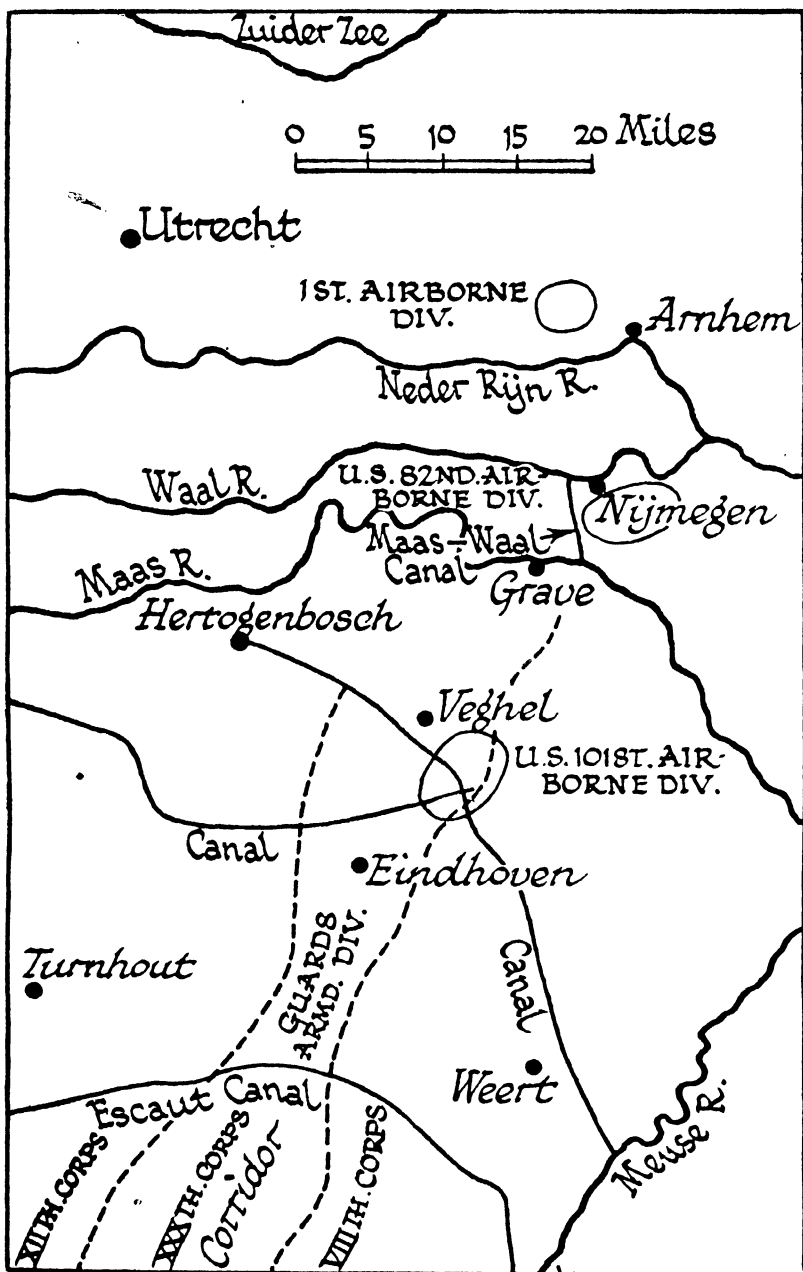 Zuider Zee
0 5 10 15 20 Miles
Utrecht
1ST. AIRBORNE
DIV.
Arnhem
Neder Rijn R.
Waal R.
U.S. 82ND. AIR-
BORNE DIV.
Nijmegen
Maas-Waal
Canal
Maas R.
Grave
Hertogenbosch
Veghel
U.S. 101ST. AIR-
BORNE DIV.
Canal
Eindhoven
GUARDS
ARMD. DIV.
Turnhout
Canal
Weert
Escaut Canal
Meuse R.
XIITH. CORPS
XXXTH. CORPS
Corridor
VIIITH. CORPS